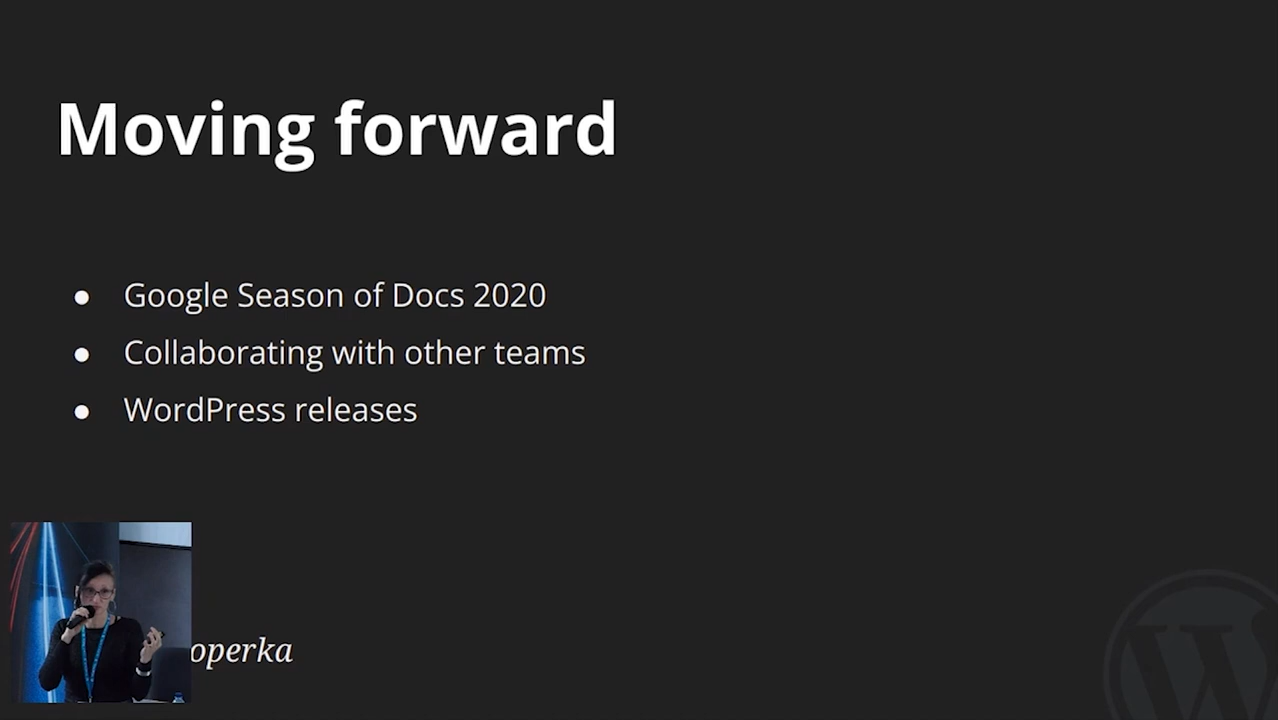 Moving forward
● Google Season of Docs 2020
● Collaborating with other teams
● WordPress releases
operka